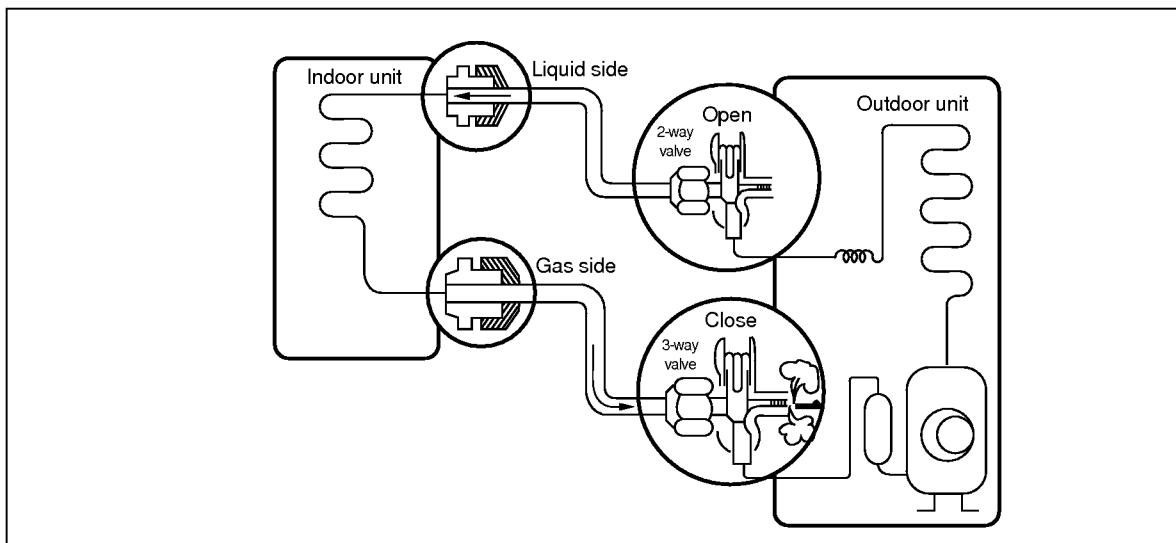 Indoor unit
Liquid side
Outdoor unit
Open
2-way
valve
Gas side
Close
3-way
valve